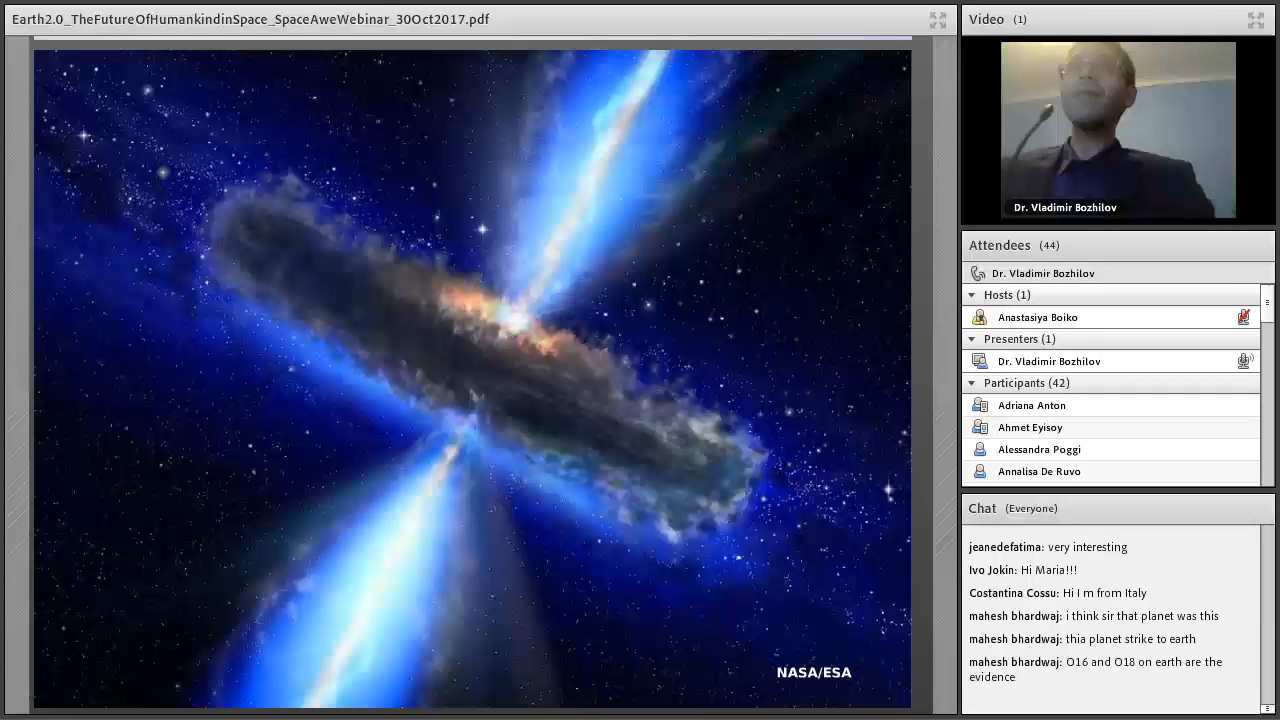 Earth2.0_TheFutureOfHumankindinSpace_SpaceAweWebinar_30Oct2017.pdf
NASA/ESA
Video (1)
Dr. Vladimir Bozhilov
Attendees (44)
Dr. Vladimir Bozhilov
Hosts (1)
Anastasiya Boiko
Presenters (1)
Dr. Vladimir Bozhilov
Participants (42)
Adriana Anton
Ahmet Eyisoy
Alessandra Poggi
Annalisa De Ruvo
Chat (Everyone)
jeanedefatima: very interesting
Ivo Jokin: Hi Maria!!!
Costantina Cossu: Hi I m from Italy
mahesh bhardwaj: i think sir that planet was this
mahesh bhardwaj: thia planet strike to earth
mahesh bhardwaj: O16 and O18 on earth are the
evidence